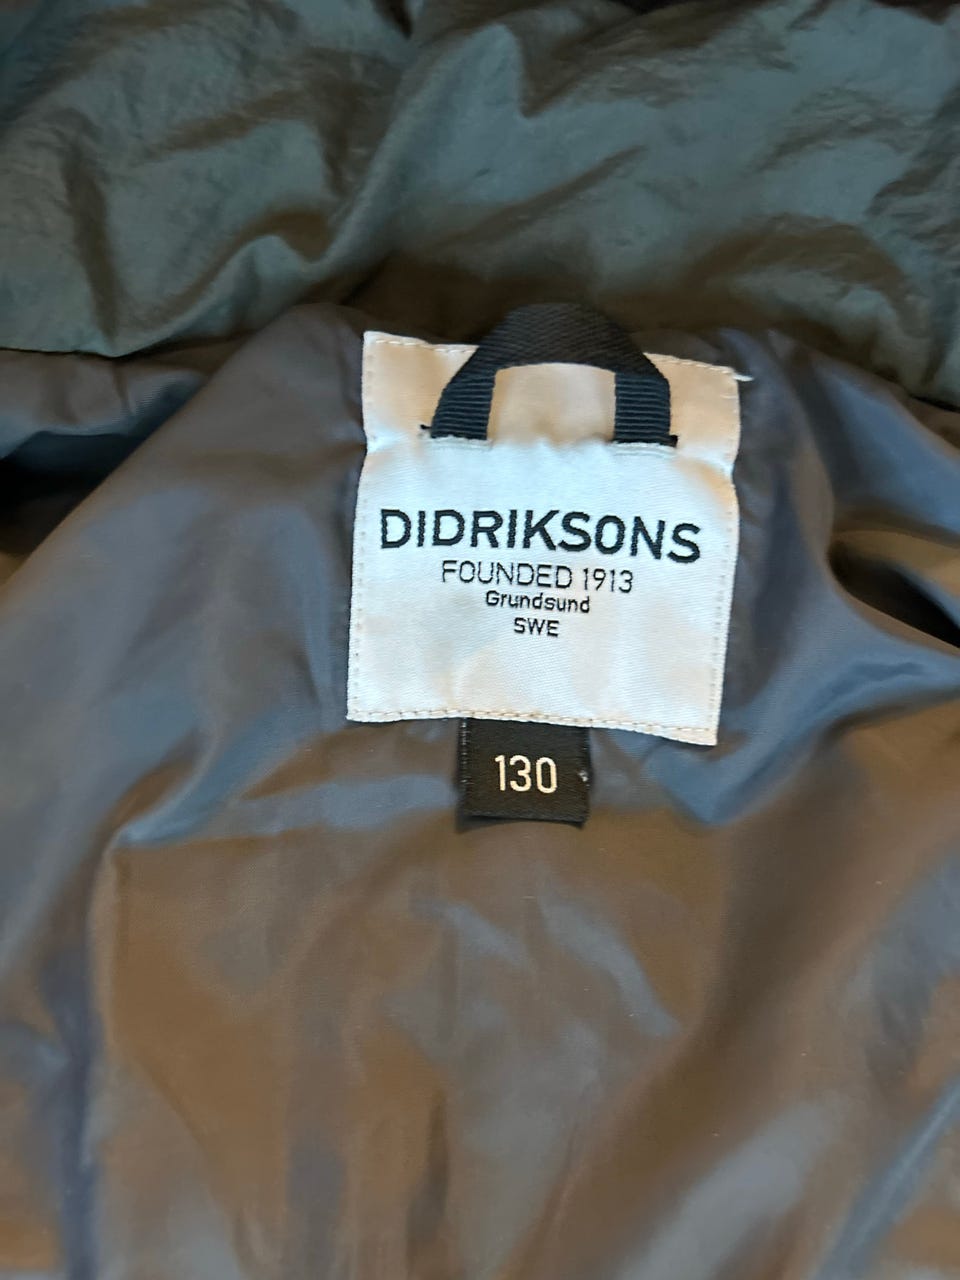 DIDRIKSONS
FOUNDED 1913
Grundsund
SWE
130